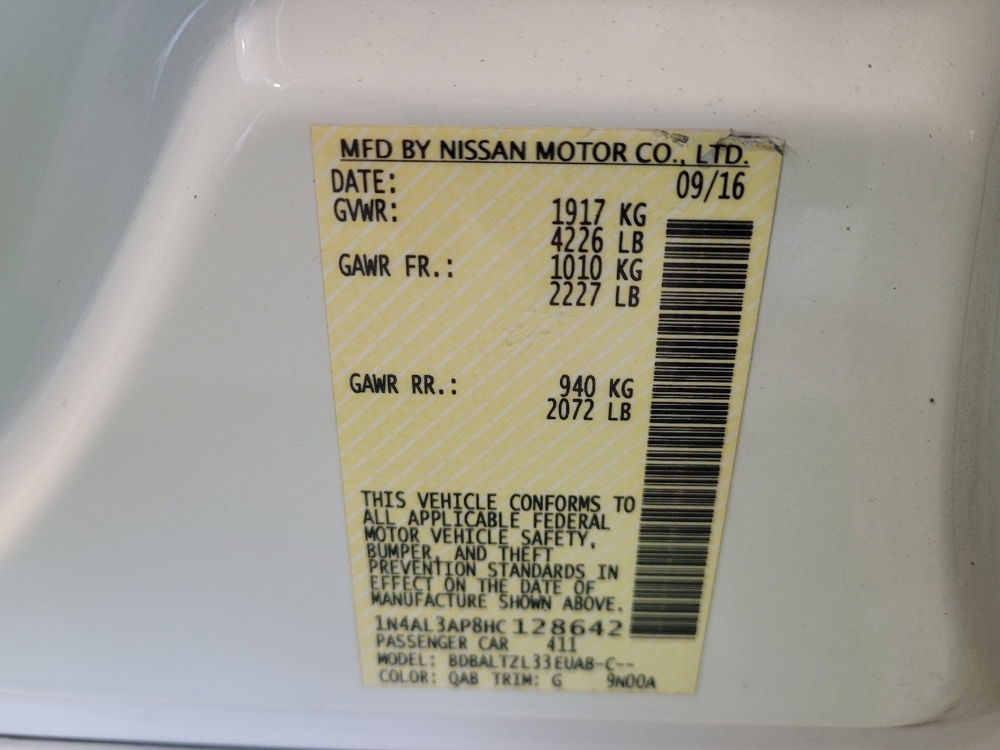 MFD BY NISSAN MOTOR CO., LTD.
DATE: 09/16
GVWR: 1917 KG
4226 LB
GAWR FR.: 1010 KG
2227 LB
GAWR RR.: 940 KG
2072 LB
THIS VEHICLE CONFORMS TO
ALL APPLICABLE FEDERAL
MOTOR VEHICLE SAFETY,
BUMPER, AND THEFT
PREVENTION STANDARDS IN
EFFECT ON THE DATE OF
MANUFACTURE SHOWN ABOVE.
1N4AL3AP8HC128642
PASSENGER CAR 411
MODEL: BDBALTZL33EUAB-C--
COLOR: QAB TRIM: G 9N00A